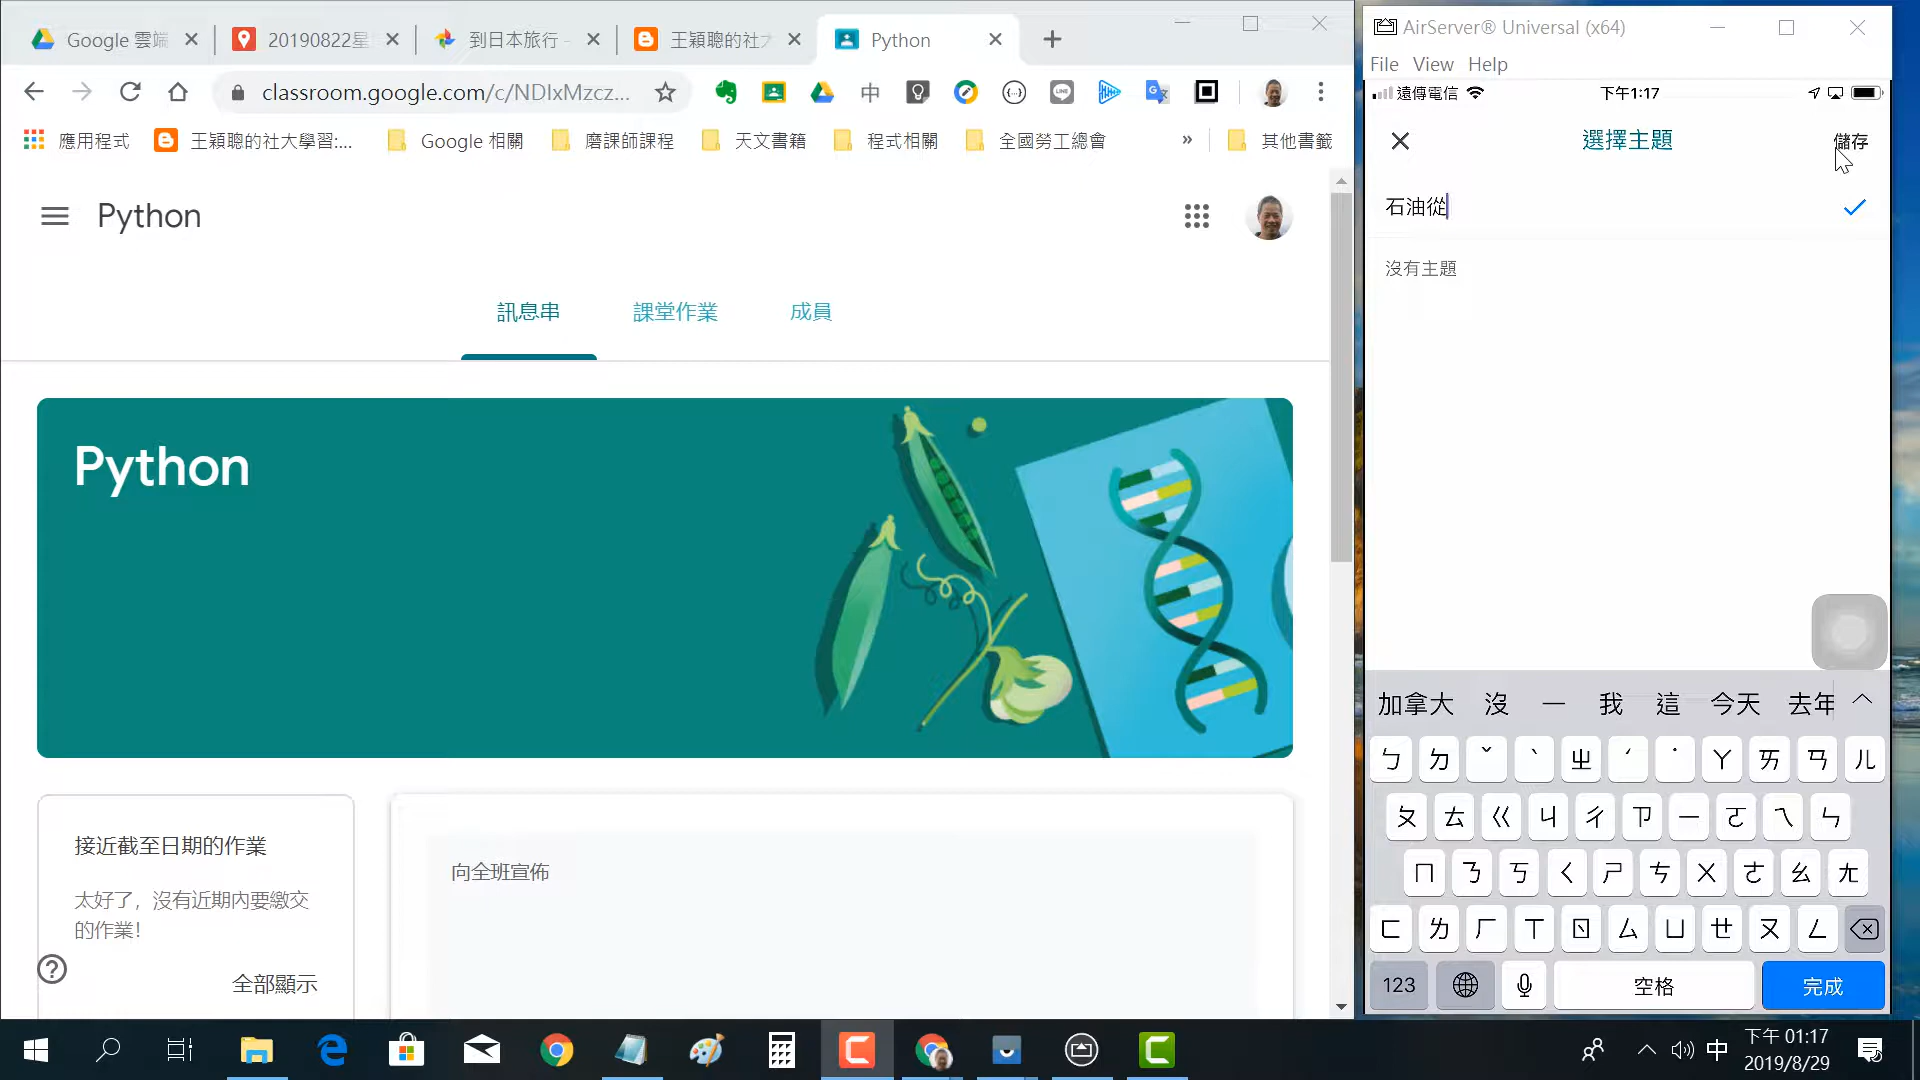 Google 雲端
20190822星
到日本旅行 -
王穎聰的社大
Python
classroom.google.com/c/NDIxMzcz...
中
應用程式
王穎聰的社大學習:...
Google 相關
磨課師課程
天文書籍
程式相關
全國勞工總會
»
其他書籤
Python
訊息串
課堂作業
成員
Python
接近截至日期的作業
太好了，沒有近期內要繳交
的作業！
全部顯示
向全班宣佈
AirServer® Universal (x64)
File View Help
遠傳電信
下午1:17
選擇主題
儲存
石油從
沒有主題
加拿大 沒 一 我 這 今天 去年
ㄅ ㄉ ˇ ˋ ㄓ ˊ ˙ ㄚ ㄞ ㄢ ㄦ
ㄆ ㄊ ㄍ ㄐ ㄔ ㄗ ㄧ ㄛ ㄟ ㄣ
ㄇ ㄋ ㄎ ㄑ ㄕ ㄘ ㄨ ㄜ ㄠ ㄤ
ㄈ ㄌ ㄏ ㄒ ㄖ ㄙ ㄩ ㄝ ㄡ ㄥ
123 空格 完成
中
下午 01:17
2019/8/29